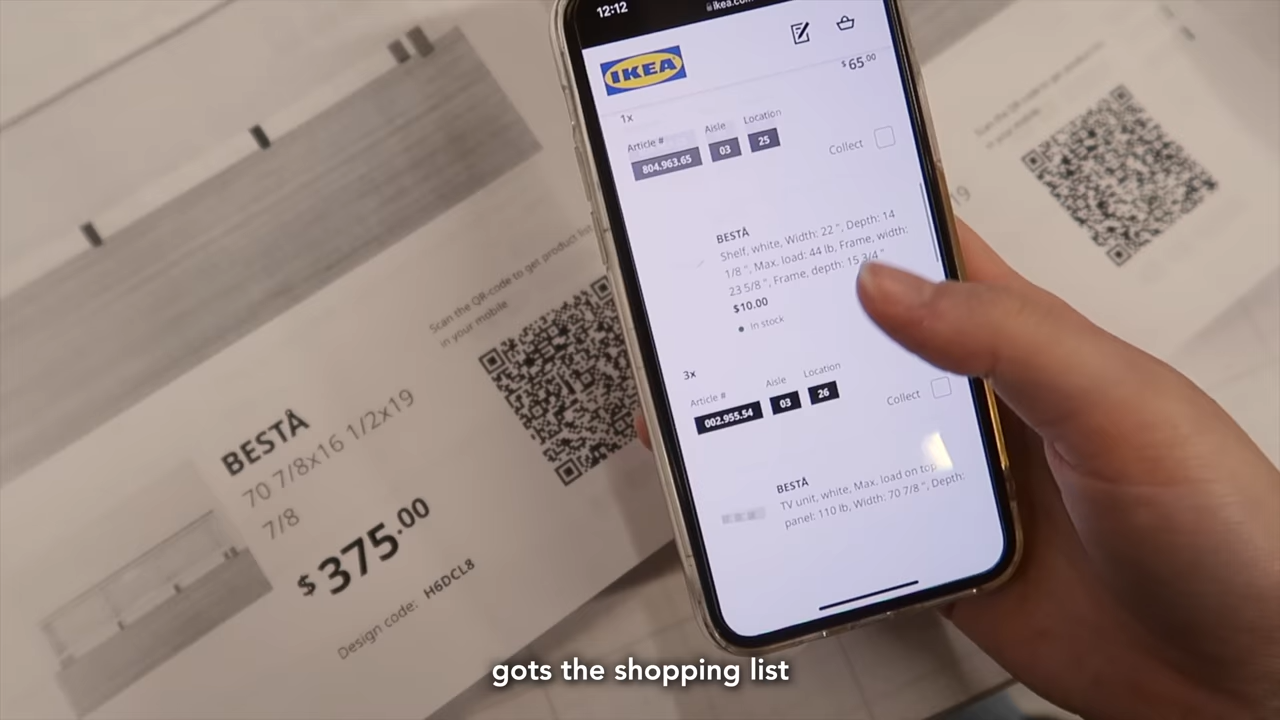 12:12
ikea.com
IKEA
$65.00
1x
Article # Aisle Location
804.963.65 03 25
Collect
BESTÅ
Shelf, white, Width: 22 ", Depth: 14
1/8 ", Max. load: 44 lb, Frame, width:
23 5/8 ", Frame, depth: 15 3/4 "
$10.00
In stock
3x
Article # Aisle Location
002.955.54 03 26
Collect
BESTÅ
TV unit, white, Max. load on top
panel: 110 lb, Width: 70 7/8 ", Depth:
Scan the QR-code to get product list
in your mobile
BESTÅ
70 7/8x16 1/2x19
7/8
$375.00
Design code: H6DCL8
19
gots the shopping list